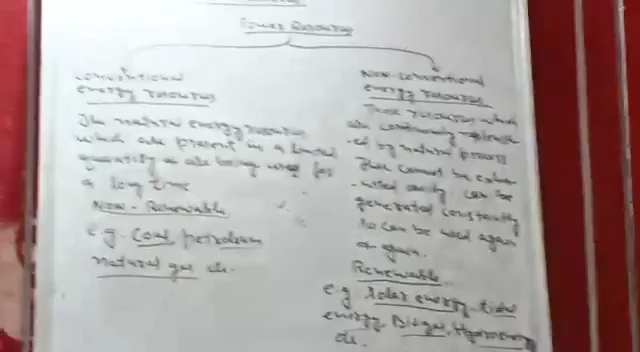 Power Resources
Conventional
energy resources
The natural energy resources
which are present in a limited
quantity & are being used for
a long time
Non-Renewable
e.g. Coal, petroleum
natural gas etc.
Non-conventional
energy resources
Those resources which
are continuously replenish
-ed by natural process
These cannot be exhau
-sted easily, can be
generated constantly
so can be used again
& again.
Renewable
e.g. Solar energy, tidal
energy, Biogas, Hydroenergy
etc.